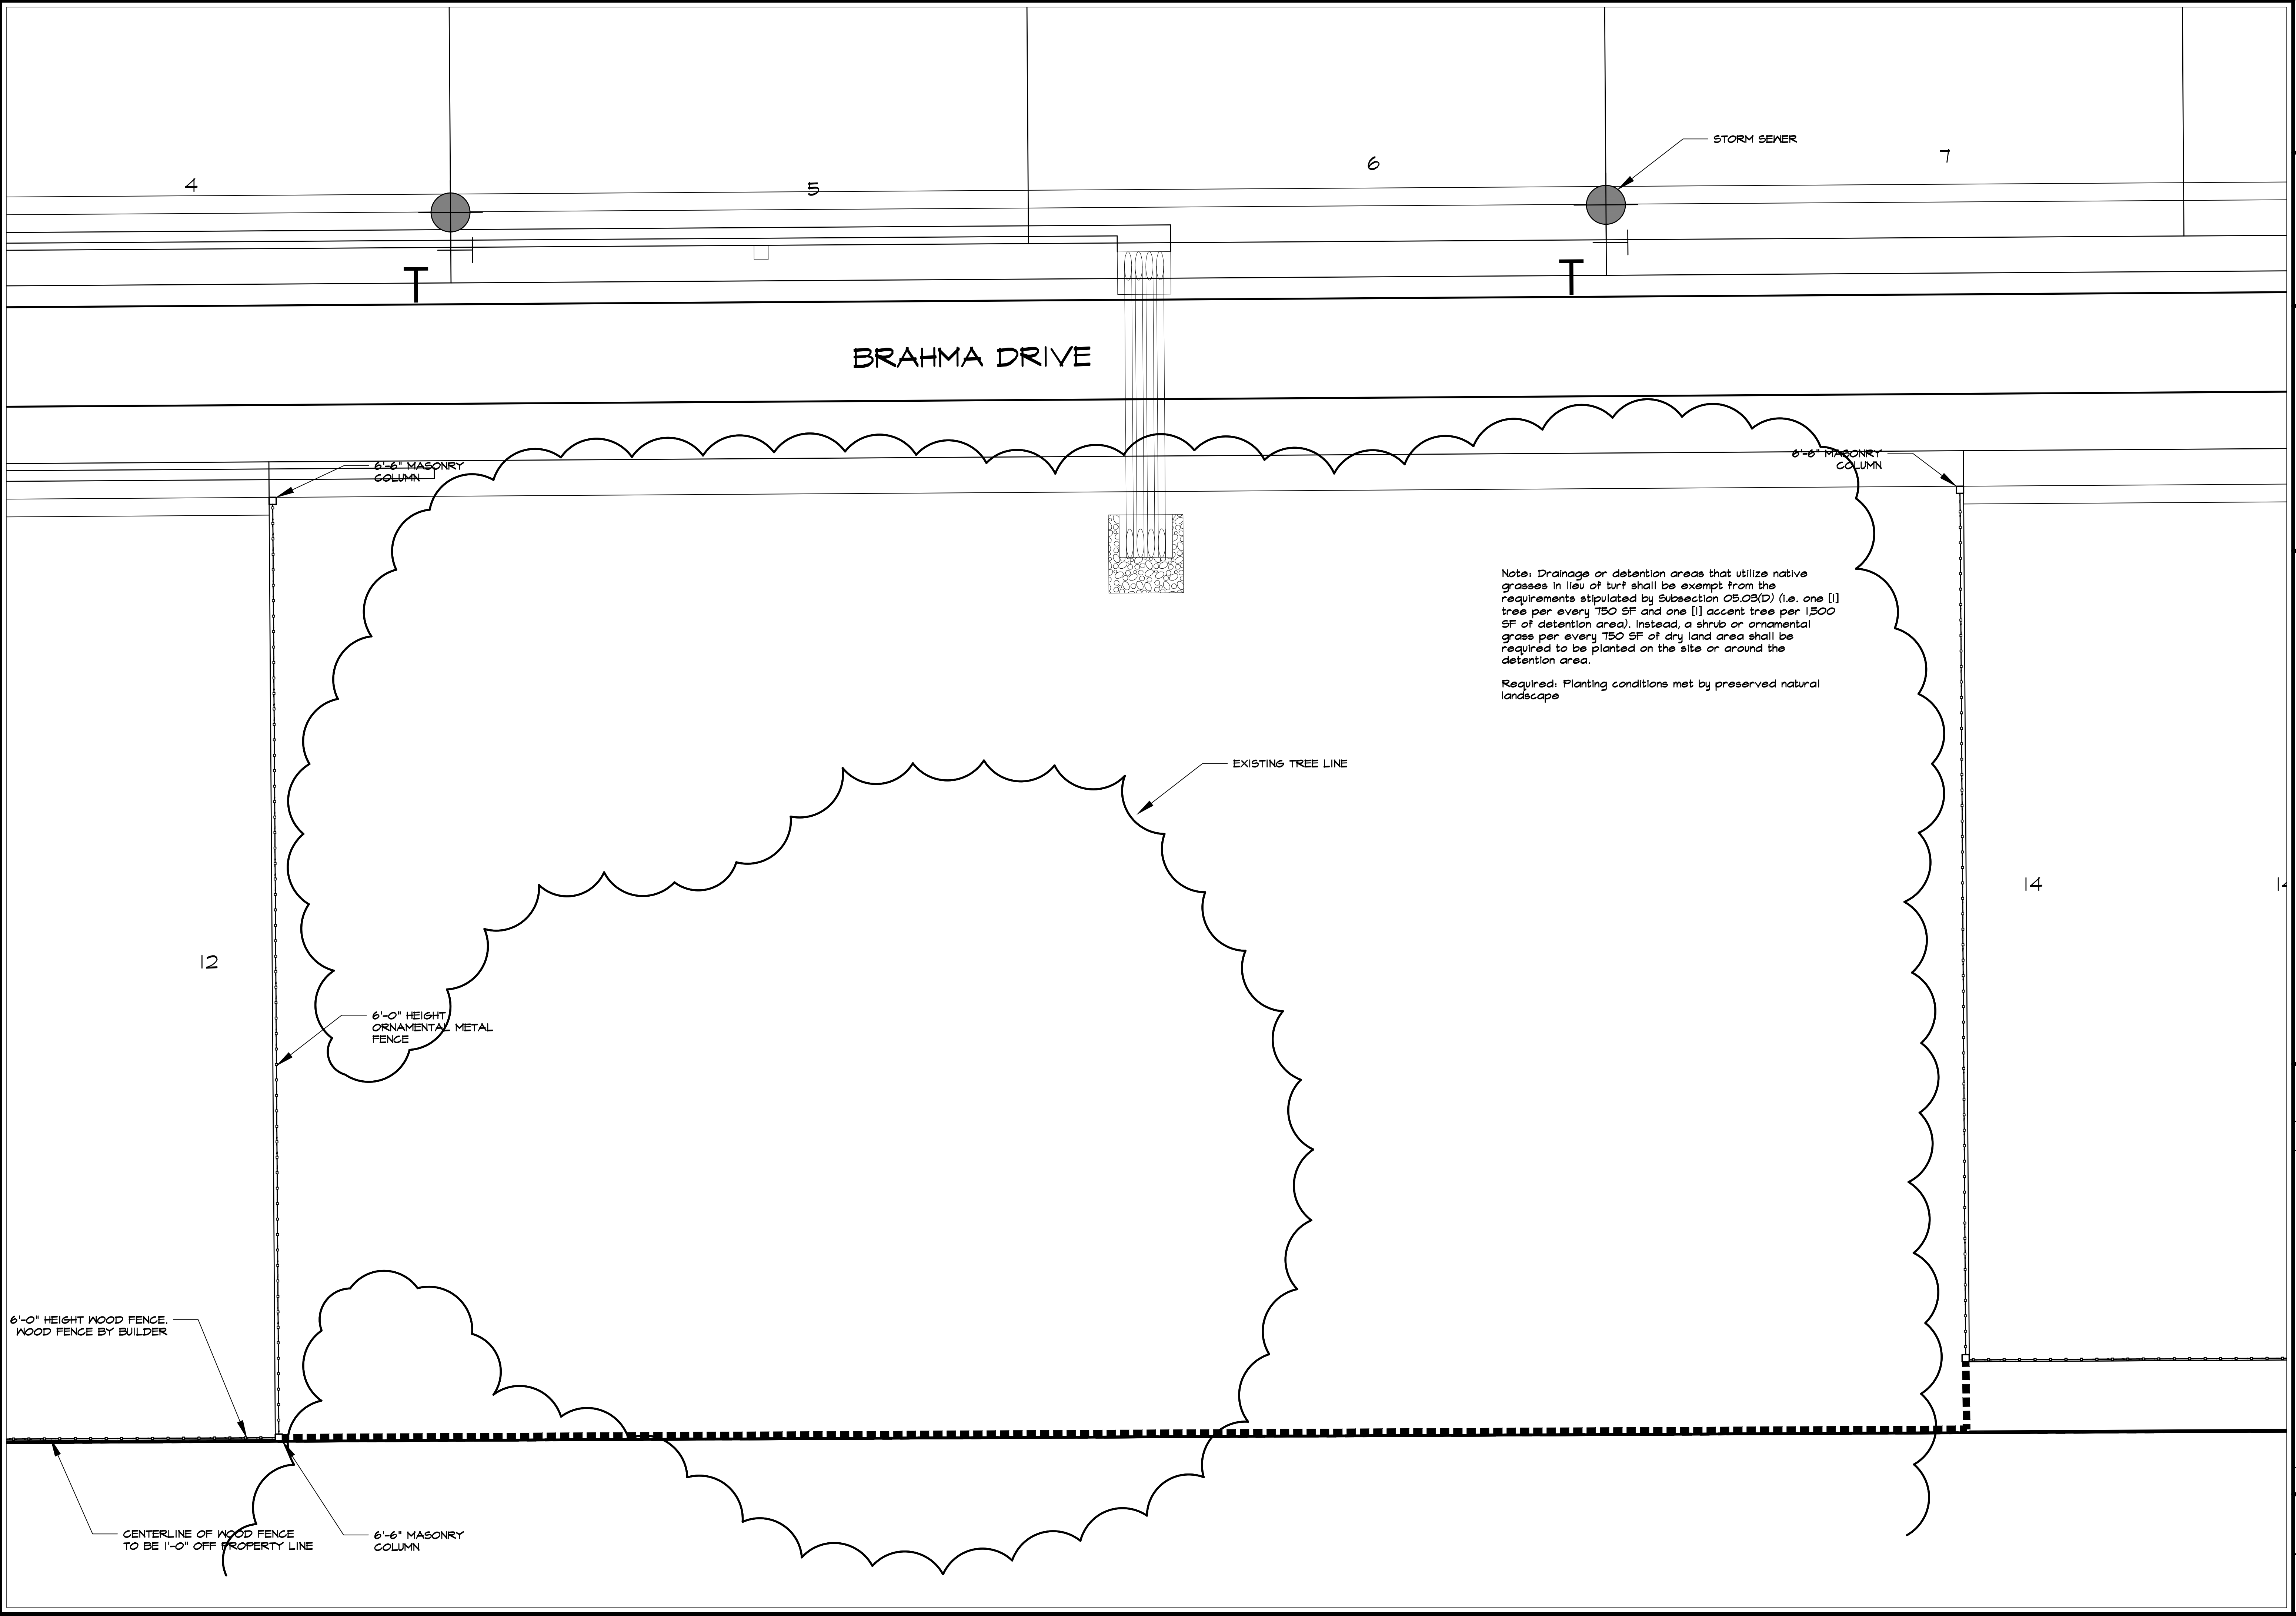 STORM SEWER
4
5
6
7
BRAHMA DRIVE
6'-6" MASONRY
COLUMN
6'-6" MASONRY
COLUMN
Note: Drainage or detention areas that utilize native
grasses in lieu of turf shall be exempt from the
requirements stipulated by Subsection 05.03(D) (i.e. one [1]
tree per every 750 SF and one [1] accent tree per 1,500
SF of detention area). Instead, a shrub or ornamental
grass per every 750 SF of dry land area shall be
required to be planted on the site or around the
detention area.
Required: Planting conditions met by preserved natural
landscape
EXISTING TREE LINE
14
12
6'-0" HEIGHT
ORNAMENTAL METAL
FENCE
6'-0" HEIGHT WOOD FENCE.
WOOD FENCE BY BUILDER
CENTERLINE OF WOOD FENCE
TO BE 1'-0" OFF PROPERTY LINE
6'-6" MASONRY
COLUMN